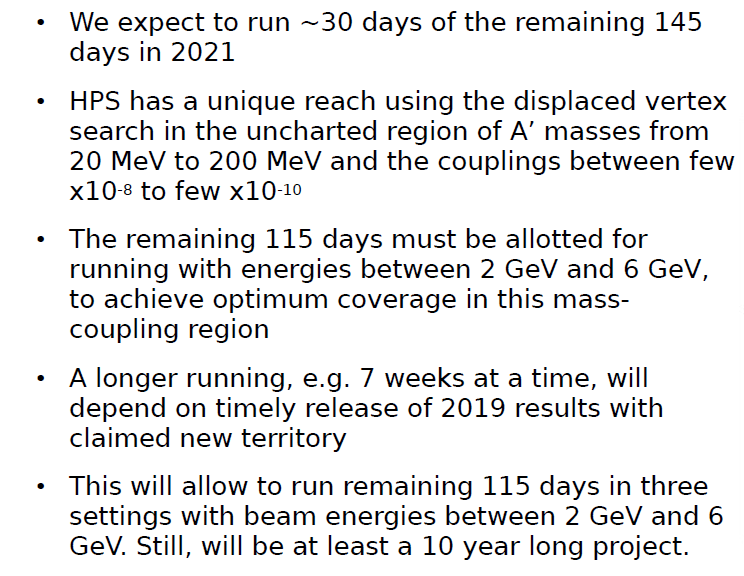 • We expect to run ~30 days of the remaining 145
days in 2021
• HPS has a unique reach using the displaced vertex
search in the uncharted region of A’ masses from
20 MeV to 200 MeV and the couplings between few
x10-8 to few x10-10
• The remaining 115 days must be allotted for
running with energies between 2 GeV and 6 GeV,
to achieve optimum coverage in this mass-
coupling region
• A longer running, e.g. 7 weeks at a time, will
depend on timely release of 2019 results with
claimed new territory
• This will allow to run remaining 115 days in three
settings with beam energies between 2 GeV and 6
GeV. Still, will be at least a 10 year long project.